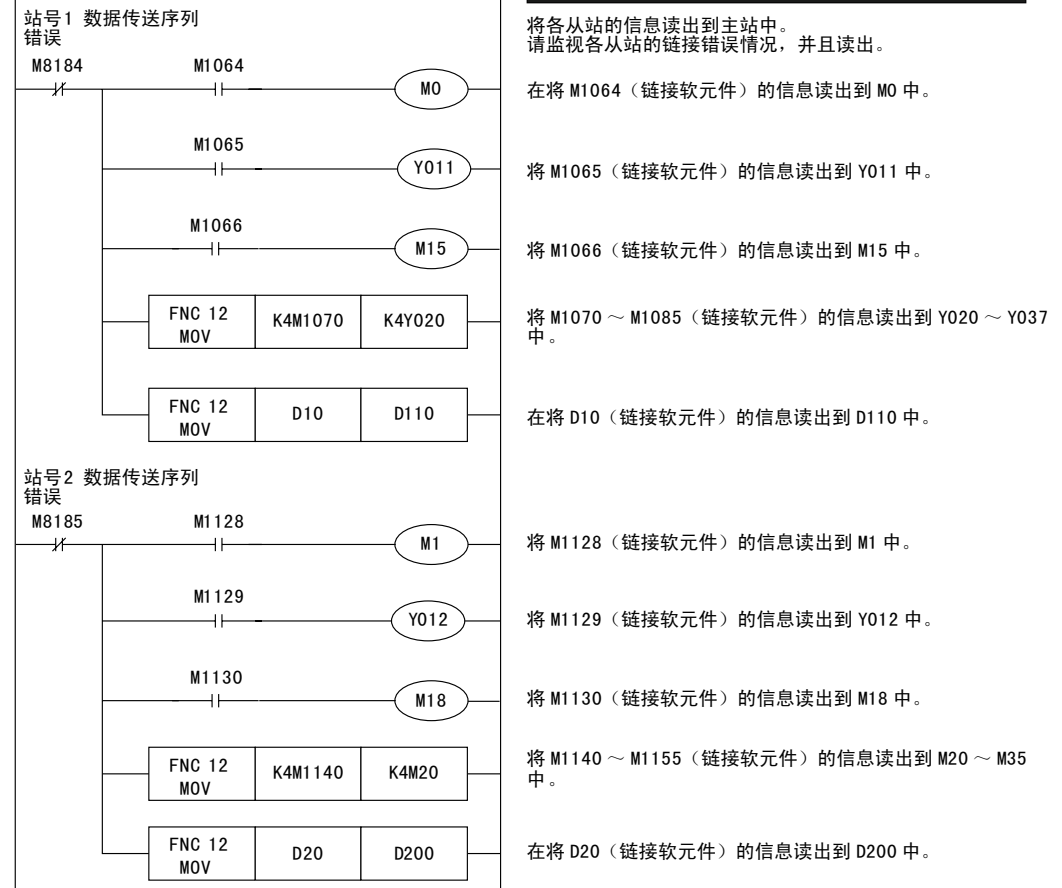 站号1 数据传送序列
错误
M8184 M1064
M0
M1065
Y011
M1066
M15
FNC 12
MOV
K4M1070
K4Y020
FNC 12
MOV
D10
D110
站号2 数据传送序列
错误
M8185 M1128
M1
M1129
Y012
M1130
M18
FNC 12
MOV
K4M1140
K4M20
FNC 12
MOV
D20
D200
将各从站的信息读出到主站中。
请监视各从站的链接错误情况，并且读出。
在将 M1064（链接软元件）的信息读出到 M0 中。
将 M1065（链接软元件）的信息读出到 Y011 中。
将 M1066（链接软元件）的信息读出到 M15 中。
将 M1070 ～ M1085（链接软元件）的信息读出到 Y020 ～ Y037
中。
在将 D10（链接软元件）的信息读出到 D110 中。
将 M1128（链接软元件）的信息读出到 M1 中。
将 M1129（链接软元件）的信息读出到 Y012 中。
将 M1130（链接软元件）的信息读出到 M18 中。
将 M1140 ～ M1155（链接软元件）的信息读出到 M20 ～ M35
中。
在将 D20（链接软元件）的信息读出到 D200 中。